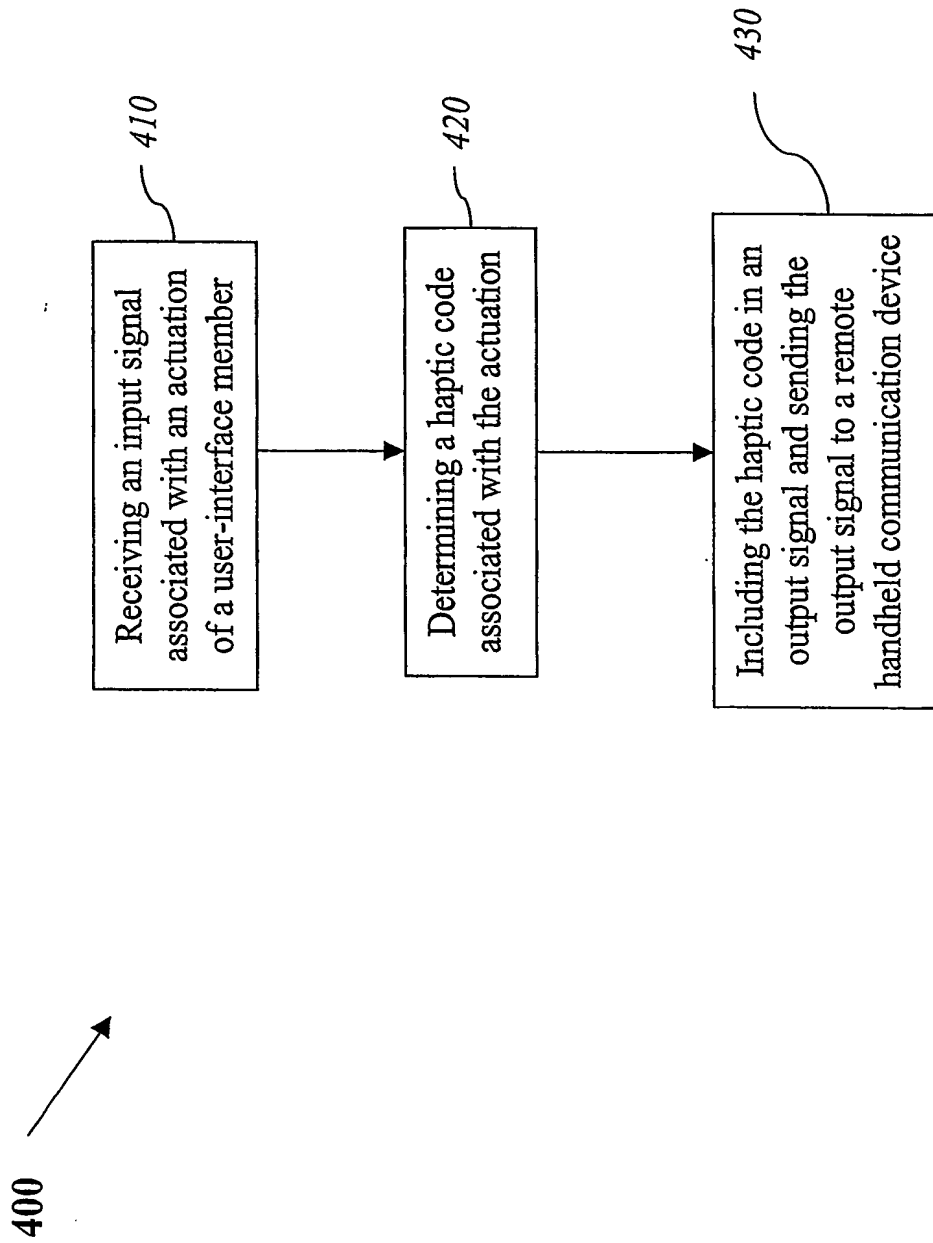 400
Receiving an input signal
associated with an actuation
of a user-interface member
410
Determining a haptic code
associated with the actuation
420
Including the haptic code in an
output signal and sending the
output signal to a remote
handheld communication device
430